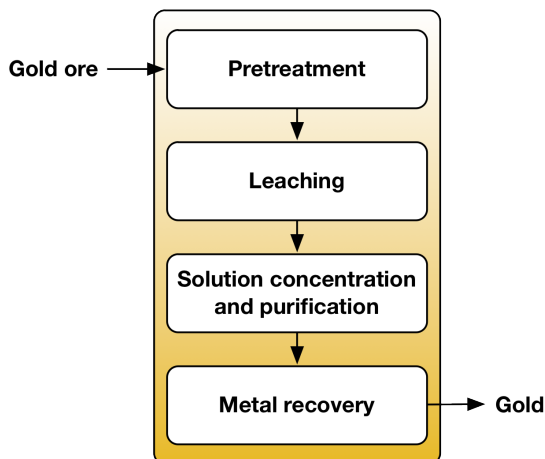 Gold ore
Pretreatment
Leaching
Solution concentration
and purification
Metal recovery
Gold